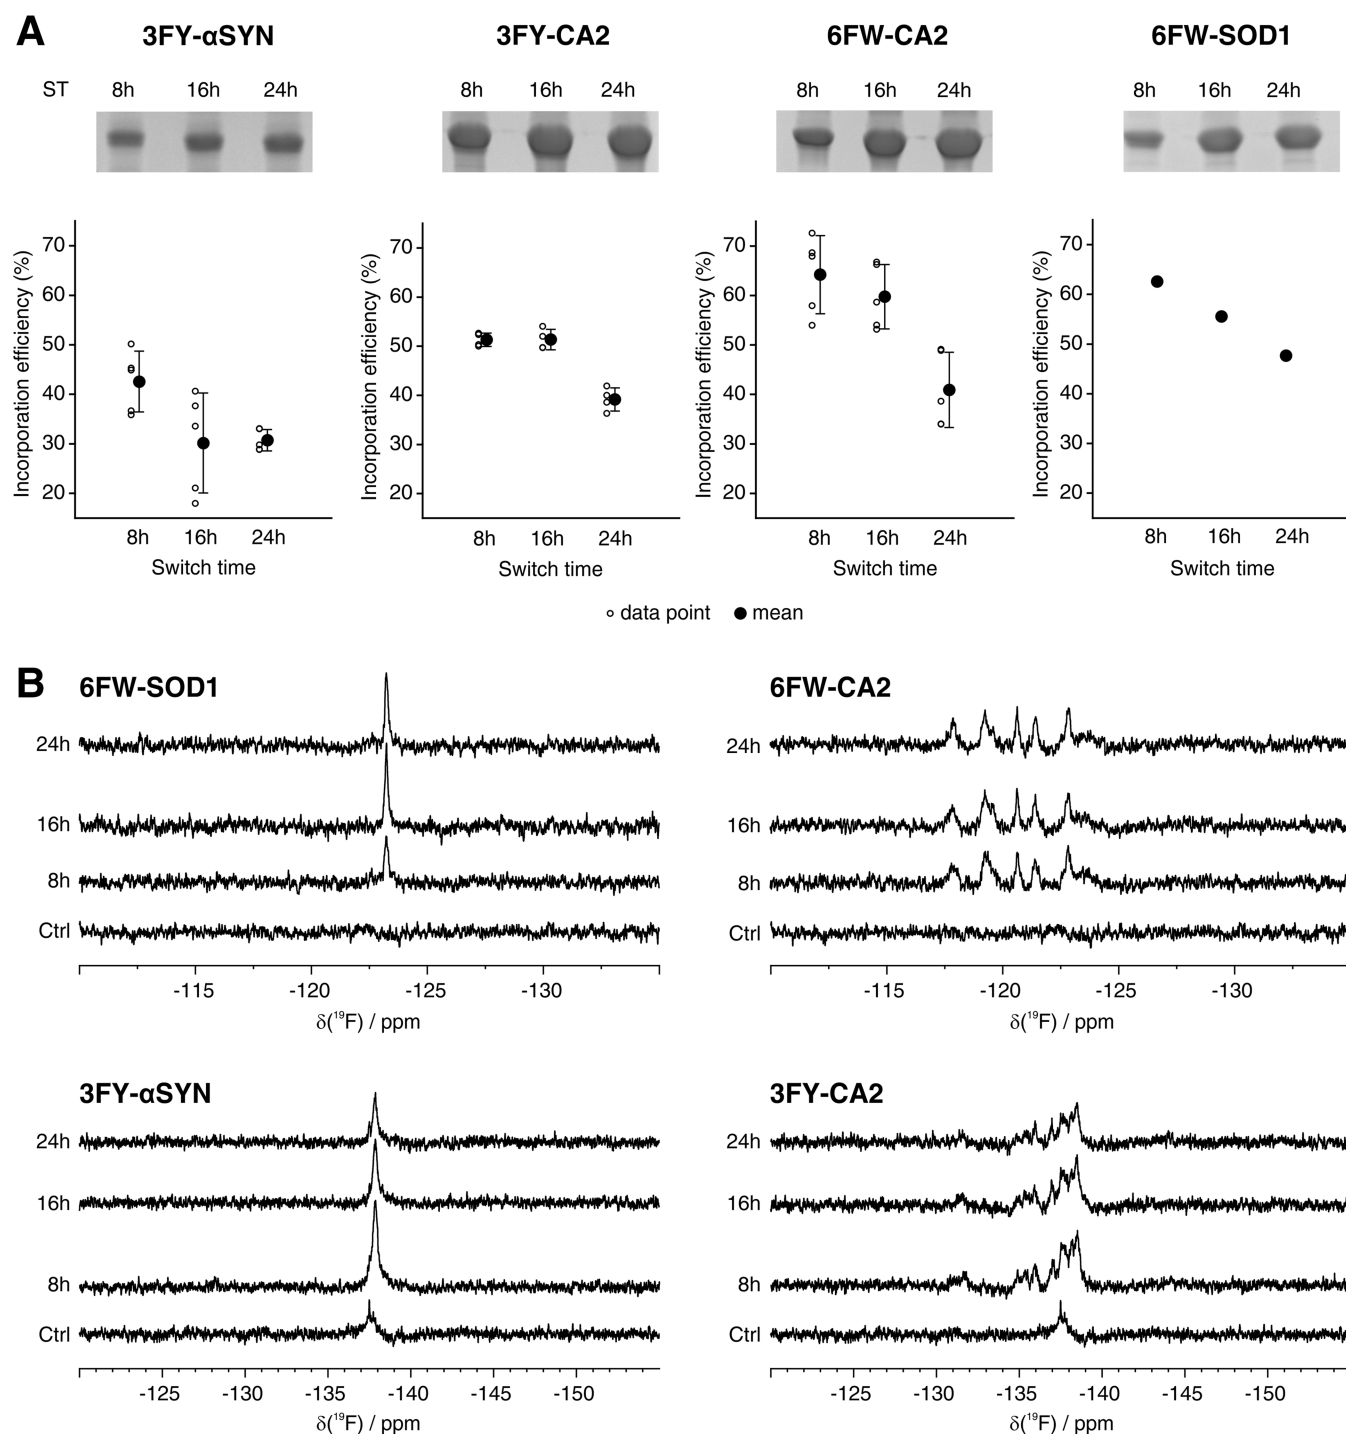 A
3FY-αSYN 3FY-CA2 6FW-CA2 6FW-SOD1
ST 8h 16h 24h 8h 16h 24h 8h 16h 24h 8h 16h 24h
Incorporation efficiency (%)
70
60
50
40
30
20
8h 16h 24h
Switch time
Incorporation efficiency (%)
70
60
50
40
30
20
8h 16h 24h
Switch time
Incorporation efficiency (%)
70
60
50
40
30
20
8h 16h 24h
Switch time
Incorporation efficiency (%)
70
60
50
40
30
20
8h 16h 24h
Switch time
data point mean
B
6FW-SOD1
24h
16h
8h
Ctrl
-115 -120 -125 -130
δ(¹⁹F) / ppm
6FW-CA2
24h
16h
8h
Ctrl
-115 -120 -125 -130
δ(¹⁹F) / ppm
3FY-αSYN
24h
16h
8h
Ctrl
-125 -130 -135 -140 -145 -150
δ(¹⁹F) / ppm
3FY-CA2
24h
16h
8h
Ctrl
-125 -130 -135 -140 -145 -150
δ(¹⁹F) / ppm